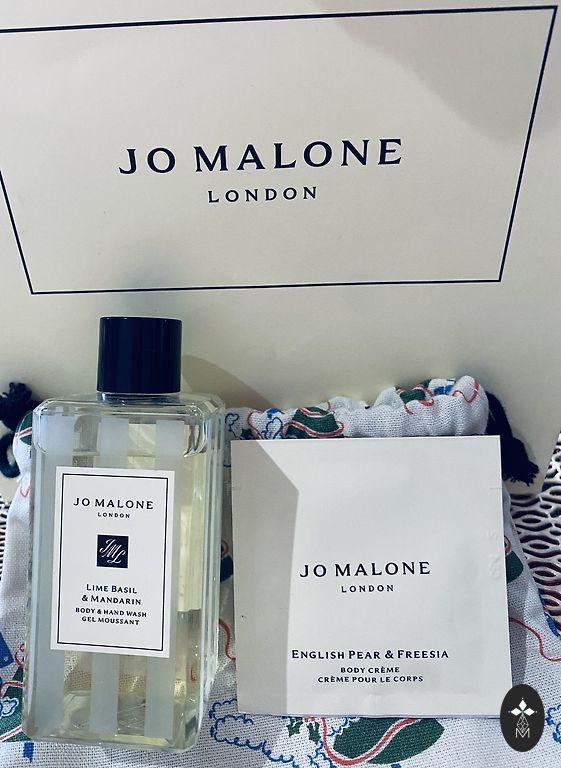 JO MALONE
LONDON
JO MALONE
LONDON
JML
LIME BASIL
& MANDARIN
BODY & HAND WASH
GEL MOUSSANT
JO MALONE
LONDON
ENGLISH PEAR & FREESIA
BODY CRÈME
CRÈME POUR LE CORPS